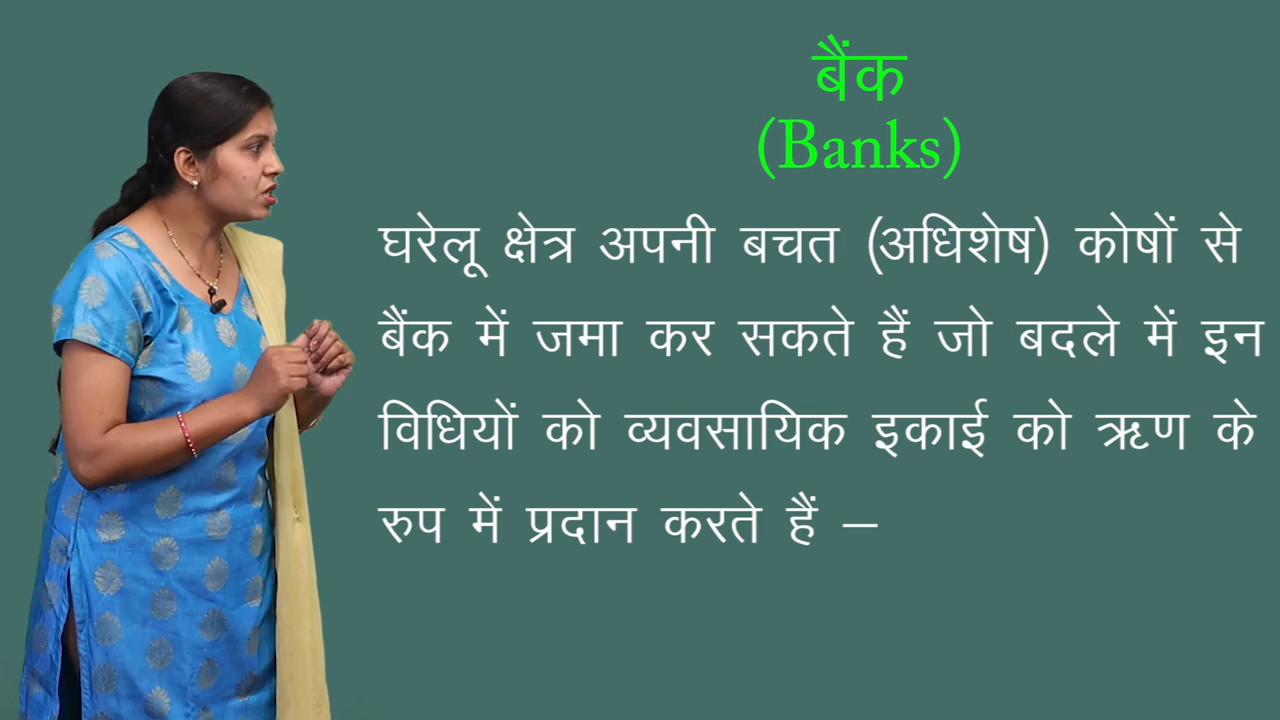 बैंक
(Banks)
घरेलू क्षेत्र अपनी बचत (अधिशेष) कोषों से
बैंक में जमा कर सकते हैं जो बदले में इन
विधियों को व्यवसायिक इकाई को ऋण के
रुप में प्रदान करते हैं –